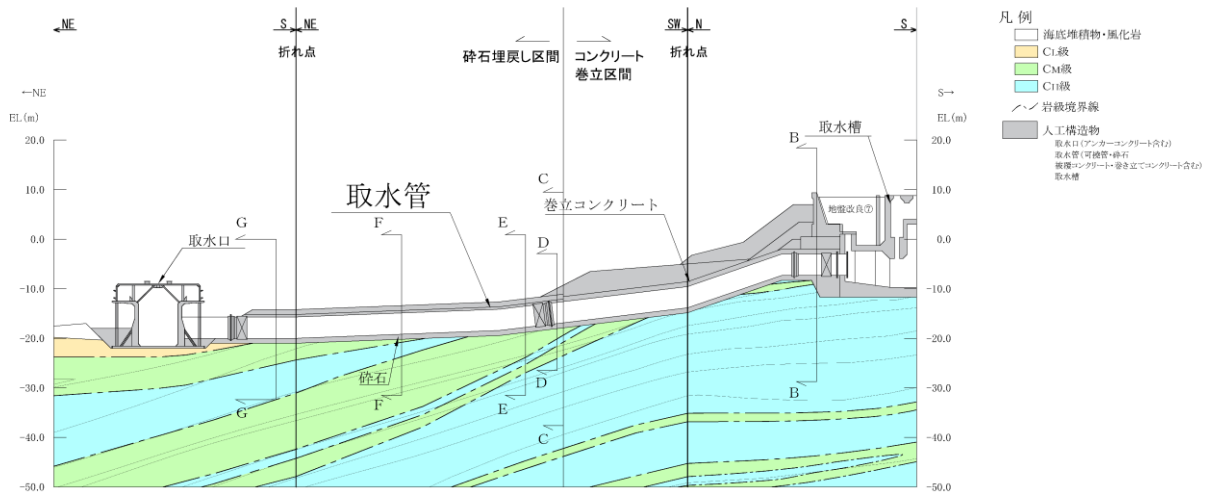 NE
S
NE
SW
N
S
折れ点
折れ点
砕石埋戻し区間
コンクリート
巻立区間
←NE
EL(m)
S→
EL(m)
20.0
10.0
0.0
-10.0
-20.0
-30.0
-40.0
-50.0
20.0
10.0
0.0
-10.0
-20.0
-30.0
-40.0
-50.0
取水口
取水管
巻立コンクリート
取水槽
地盤改良⑦
砕石
G
G
F
F
E
E
D
D
C
C
B
B
凡 例
海底堆積物・風化岩
CL級
CM級
CH級
岩級境界線
人工構造物
取水口(アンカーコンクリート含む)
取水管(可撓管・砕石
被覆コンクリート・巻き立てコンクリート含む)
取水槽